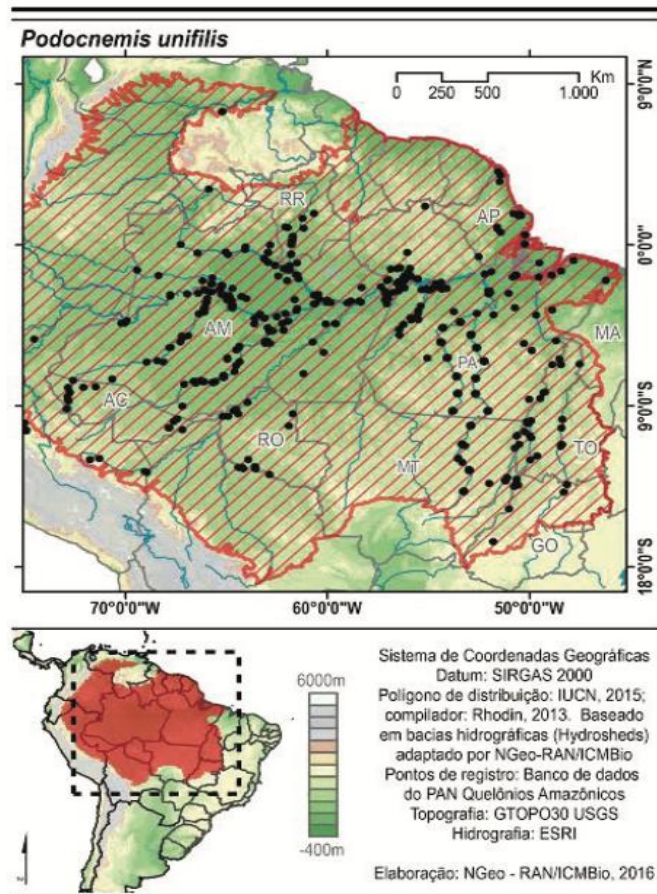 Podocnemis unifilis
Km
0 250 500 1.000
9°0'0"N
RR
AP
0°0'0"
AM
PA
MA
AC
9°0'0"S
RO
MT
TO
GO
18°0'0"S
70°0'0"W 60°0'0"W 50°0'0"W
6000m
-400m
Sistema de Coordenadas Geográficas
Datum: SIRGAS 2000
Polígono de distribuição: IUCN, 2015;
compilador: Rhodin, 2013. Baseado
em bacias hidrográficas (Hydrosheds)
adaptado por NGeo-RAN/ICMBio
Pontos de registro: Banco de dados
do PAN Quelônios Amazônicos
Topografia: GTOPO30 USGS
Hidrografia: ESRI
Elaboração: NGeo - RAN/ICMBio, 2016